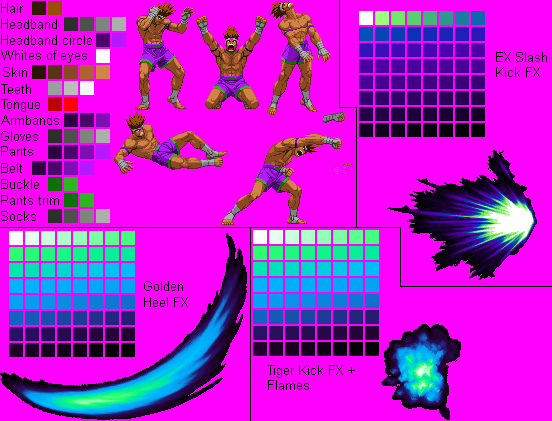 Hair
Headband
Headband circle
Whites of eyes
Skin
Teeth
Tongue
Armbands
Gloves
Pants
Belt
Buckle
Pants trim
Socks
EX Slash
Kick FX
Golden
Heel FX
Tiger Kick FX +
Flames